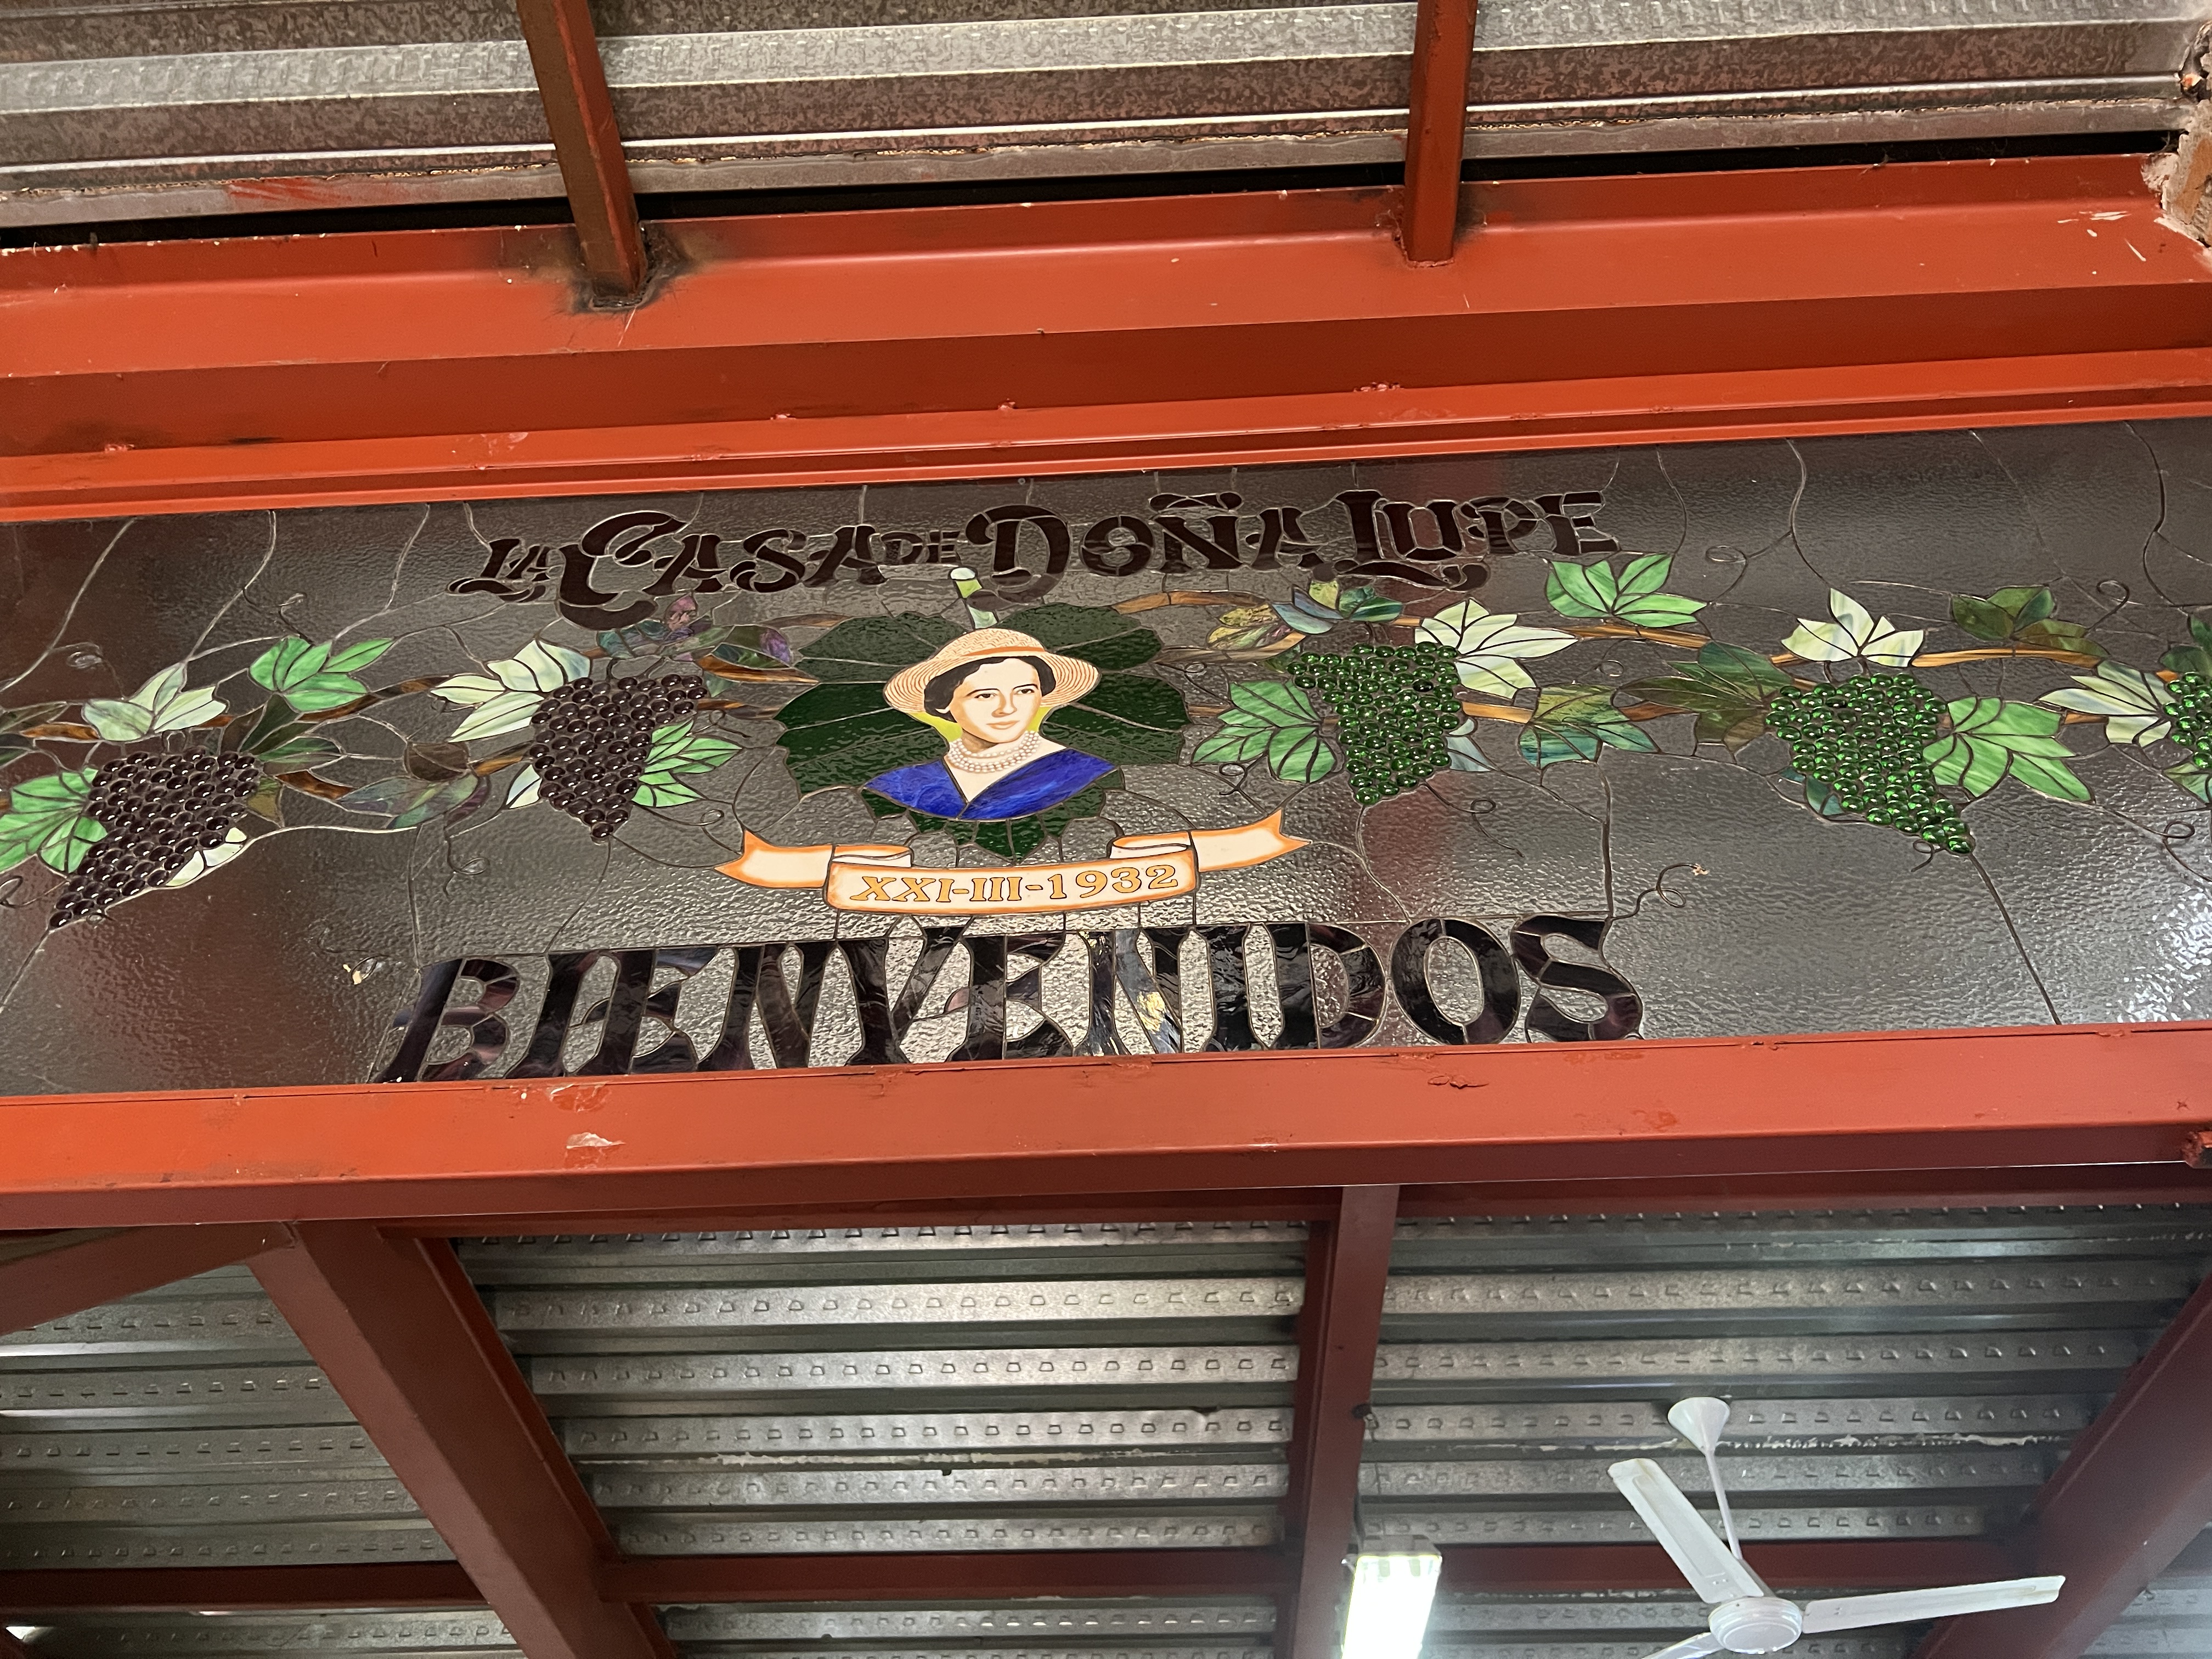 LA CASA DE DOÑA LUPE
XXI-III-1932
BIENVENIDOS